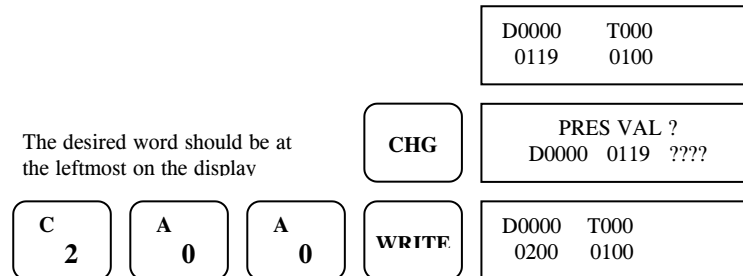 D0000 T000
0119 0100
The desired word should be at
the leftmost on the display
CHG
PRES VAL ?
D0000 0119 ????
C
2
A
0
A
0
WRITE
D0000 T000
0200 0100